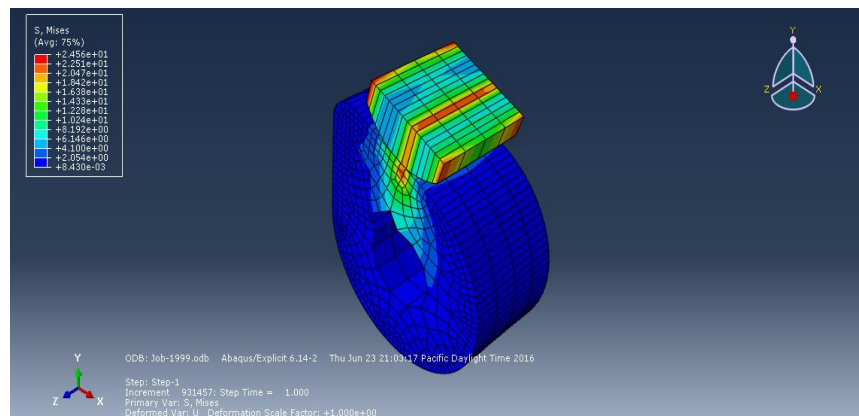 S, Mises
(Avg: 75%)
+2.456e+01
+2.251e+01
+2.047e+01
+1.842e+01
+1.638e+01
+1.433e+01
+1.228e+01
+1.024e+01
+8.192e+00
+6.146e+00
+4.100e+00
+2.054e+00
+8.430e-03
Y
Z X
Y
Z X
ODB: Job-1999.odb Abaqus/Explicit 6.14-2 Thu Jun 23 21:03:17 Pacific Daylight Time 2016
Step: Step-1
Increment 931457: Step Time = 1.000
Primary Var: S, Mises
Deformed Var: U Deformation Scale Factor: +1.000e+00